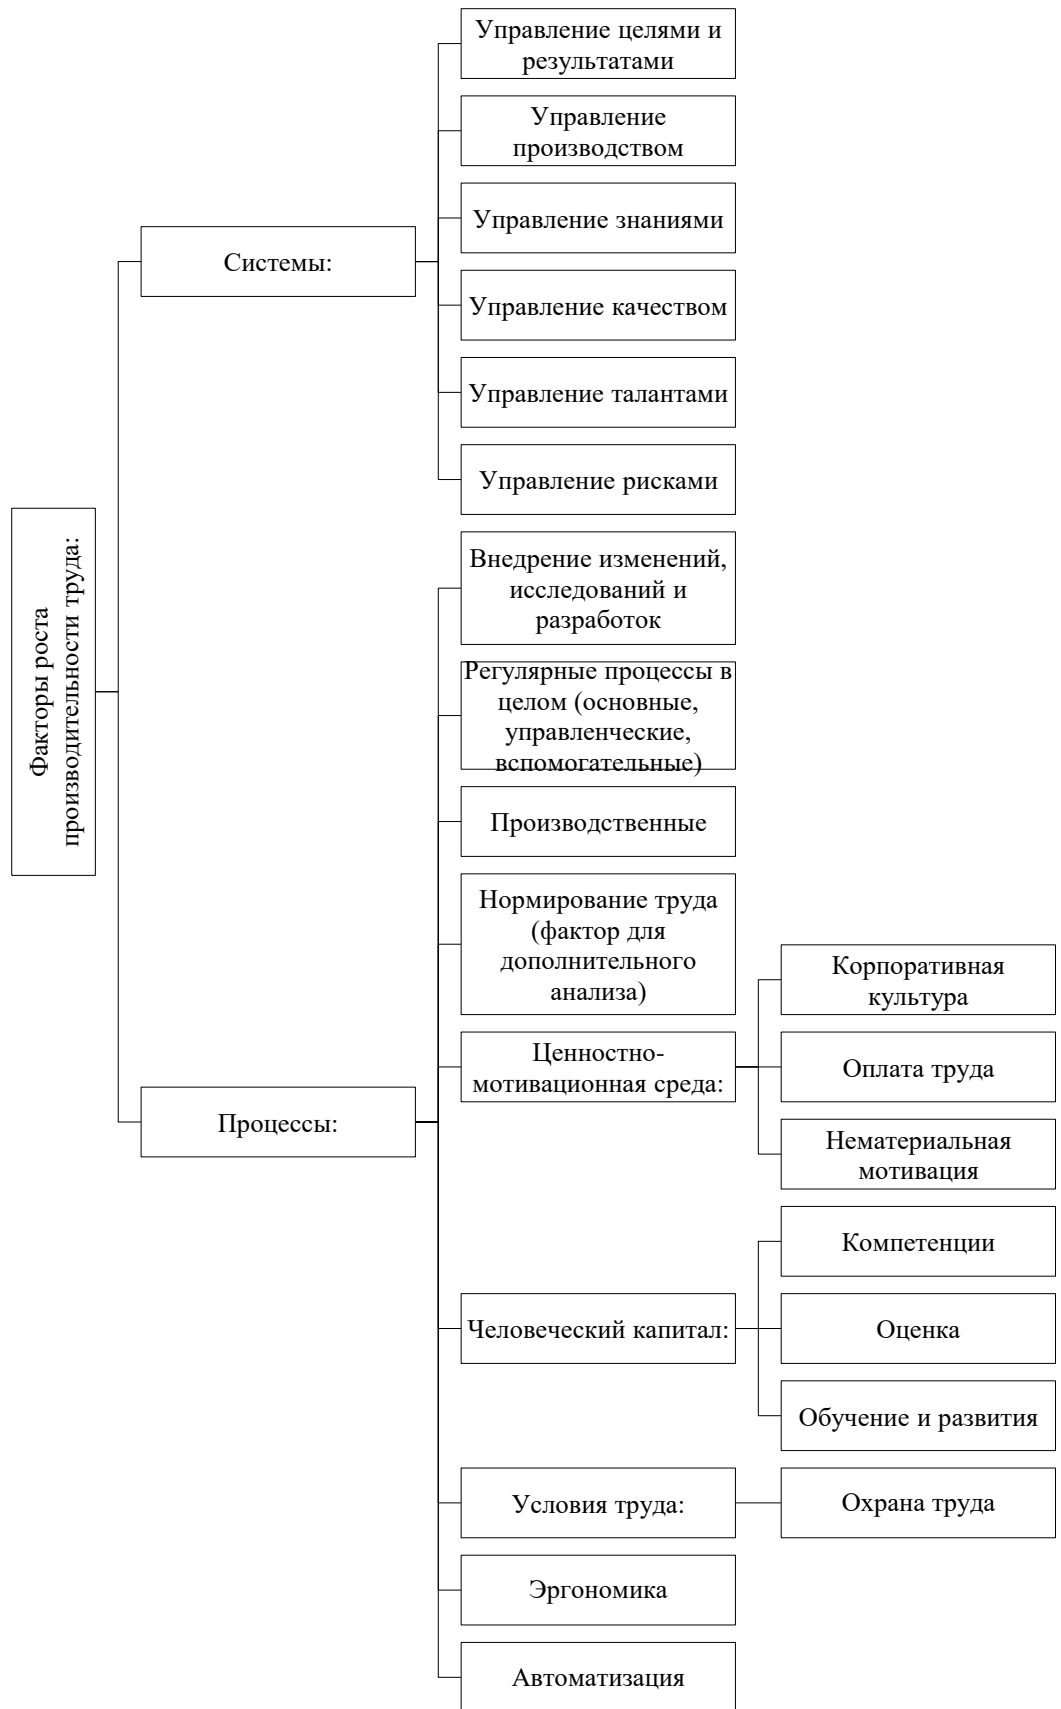 Факторы роста
производительности труда:
Системы:
Управление целями и
результатами
Управление
производством
Управление знаниями
Управление качеством
Управление талантами
Управление рисками
Процессы:
Внедрение изменений,
исследований и
разработок
Регулярные процессы в
целом (основные,
управленческие,
вспомогательные)
Производственные
Нормирование труда
(фактор для
дополнительного
анализа)
Ценностно-
мотивационная среда:
Корпоративная
культура
Оплата труда
Нематериальная
мотивация
Человеческий капитал:
Компетенции
Оценка
Обучение и развития
Условия труда:
Охрана труда
Эргономика
Автоматизация